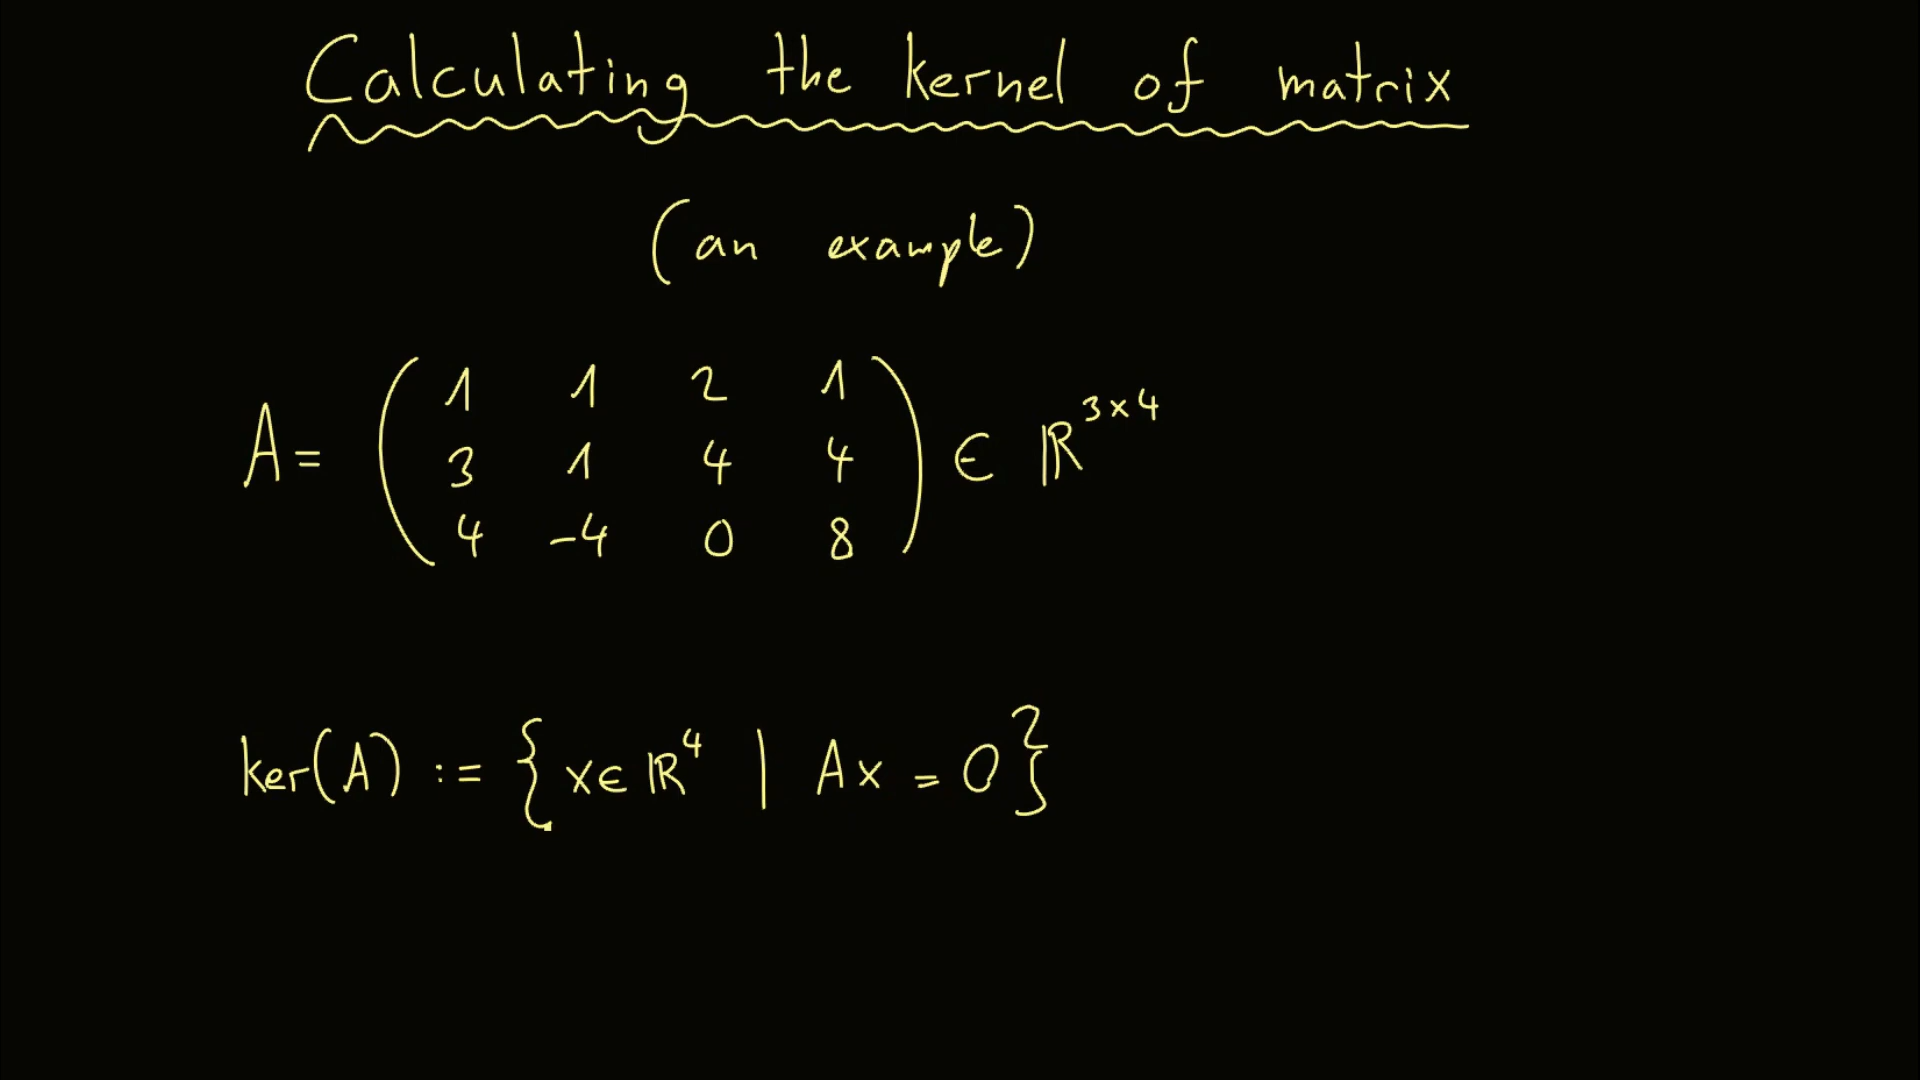 Calculating the kernel of matrix
(an example)
A = ( 1 1 2 1
3 1 4 4
4 -4 0 8 ) ∈ ℝ^{3×4}
ker(A) := { x ∈ ℝ⁴ | Ax = 0 }